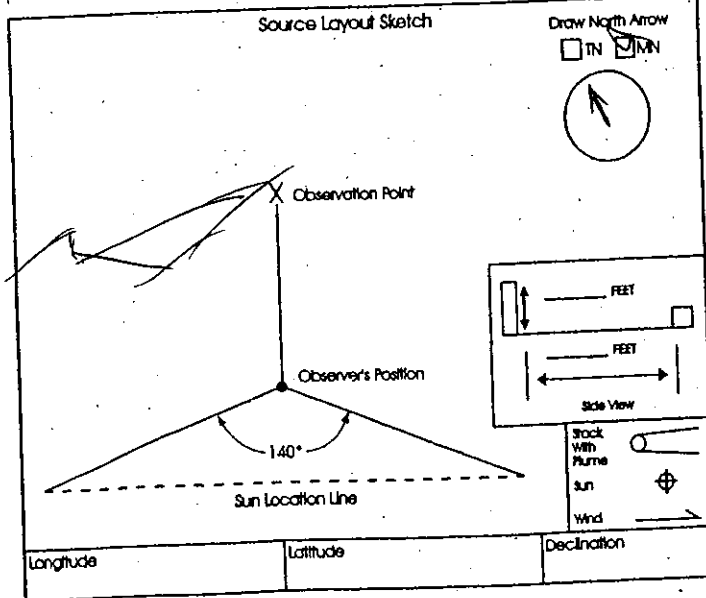 Source Layout Sketch
Draw North Arrow
TN MN
X Observation Point
FEET
FEET
Side View
Observer's Position
140°
Sun Location Line
Stack
With
Plume
Sun
Wind
Longitude
Latitude
Declination